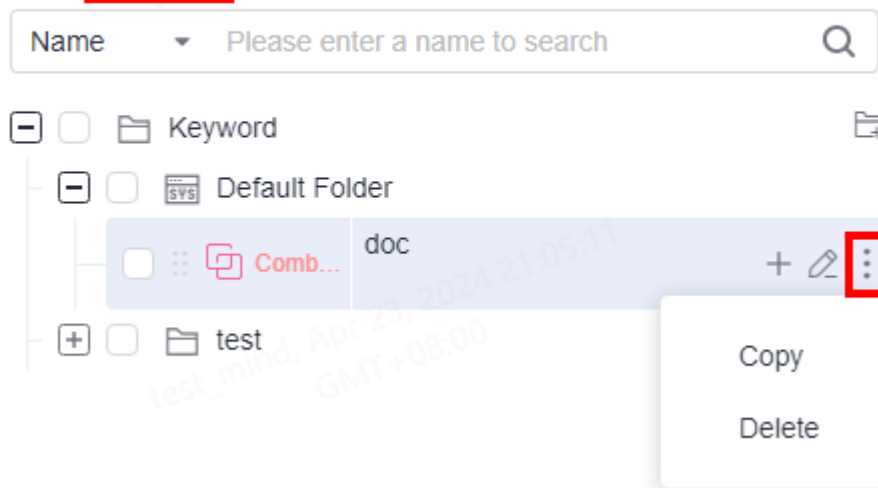 Name Please enter a name to search
Keyword
SYS Default Folder
Comb... doc
test
test_mind, Apr 23, 2024 21:05:11
GMT+08:00
Copy
Delete